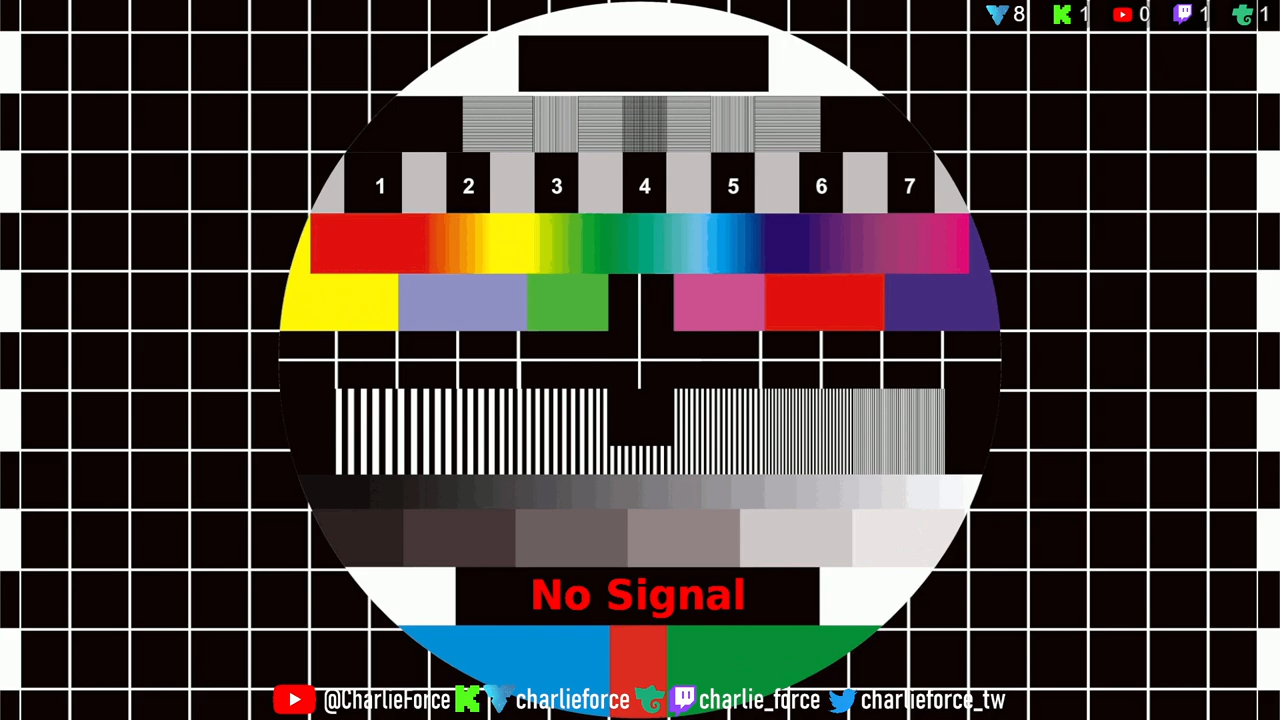 8 1 0 1 1
1 2 3 4 5 6 7
No Signal
@CharlieForce charlieforce charlie_force charlieforce_tw